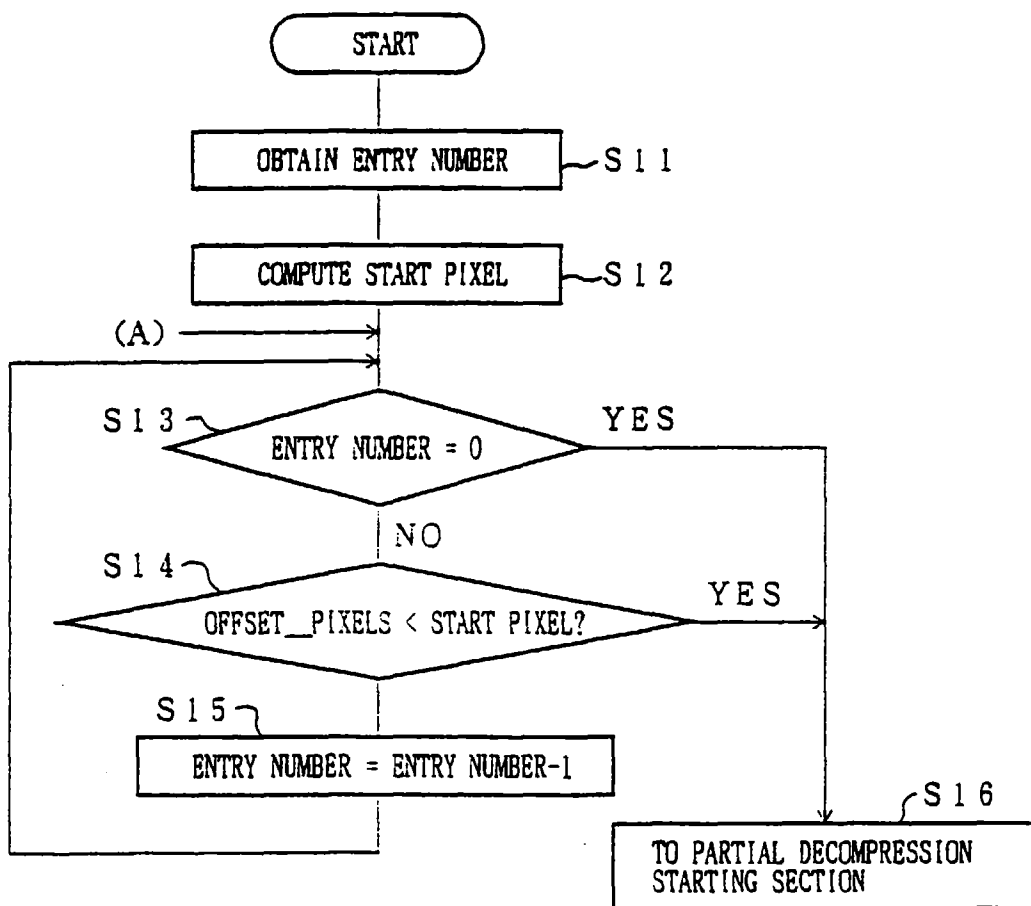 START
OBTAIN ENTRY NUMBER
S11
COMPUTE START PIXEL
S12
(A)
S13
YES
ENTRY NUMBER = 0
NO
S14
YES
OFFSET__PIXELS < START PIXEL?
S15
ENTRY NUMBER = ENTRY NUMBER-1
S16
TO PARTIAL DECOMPRESSION
STARTING SECTION